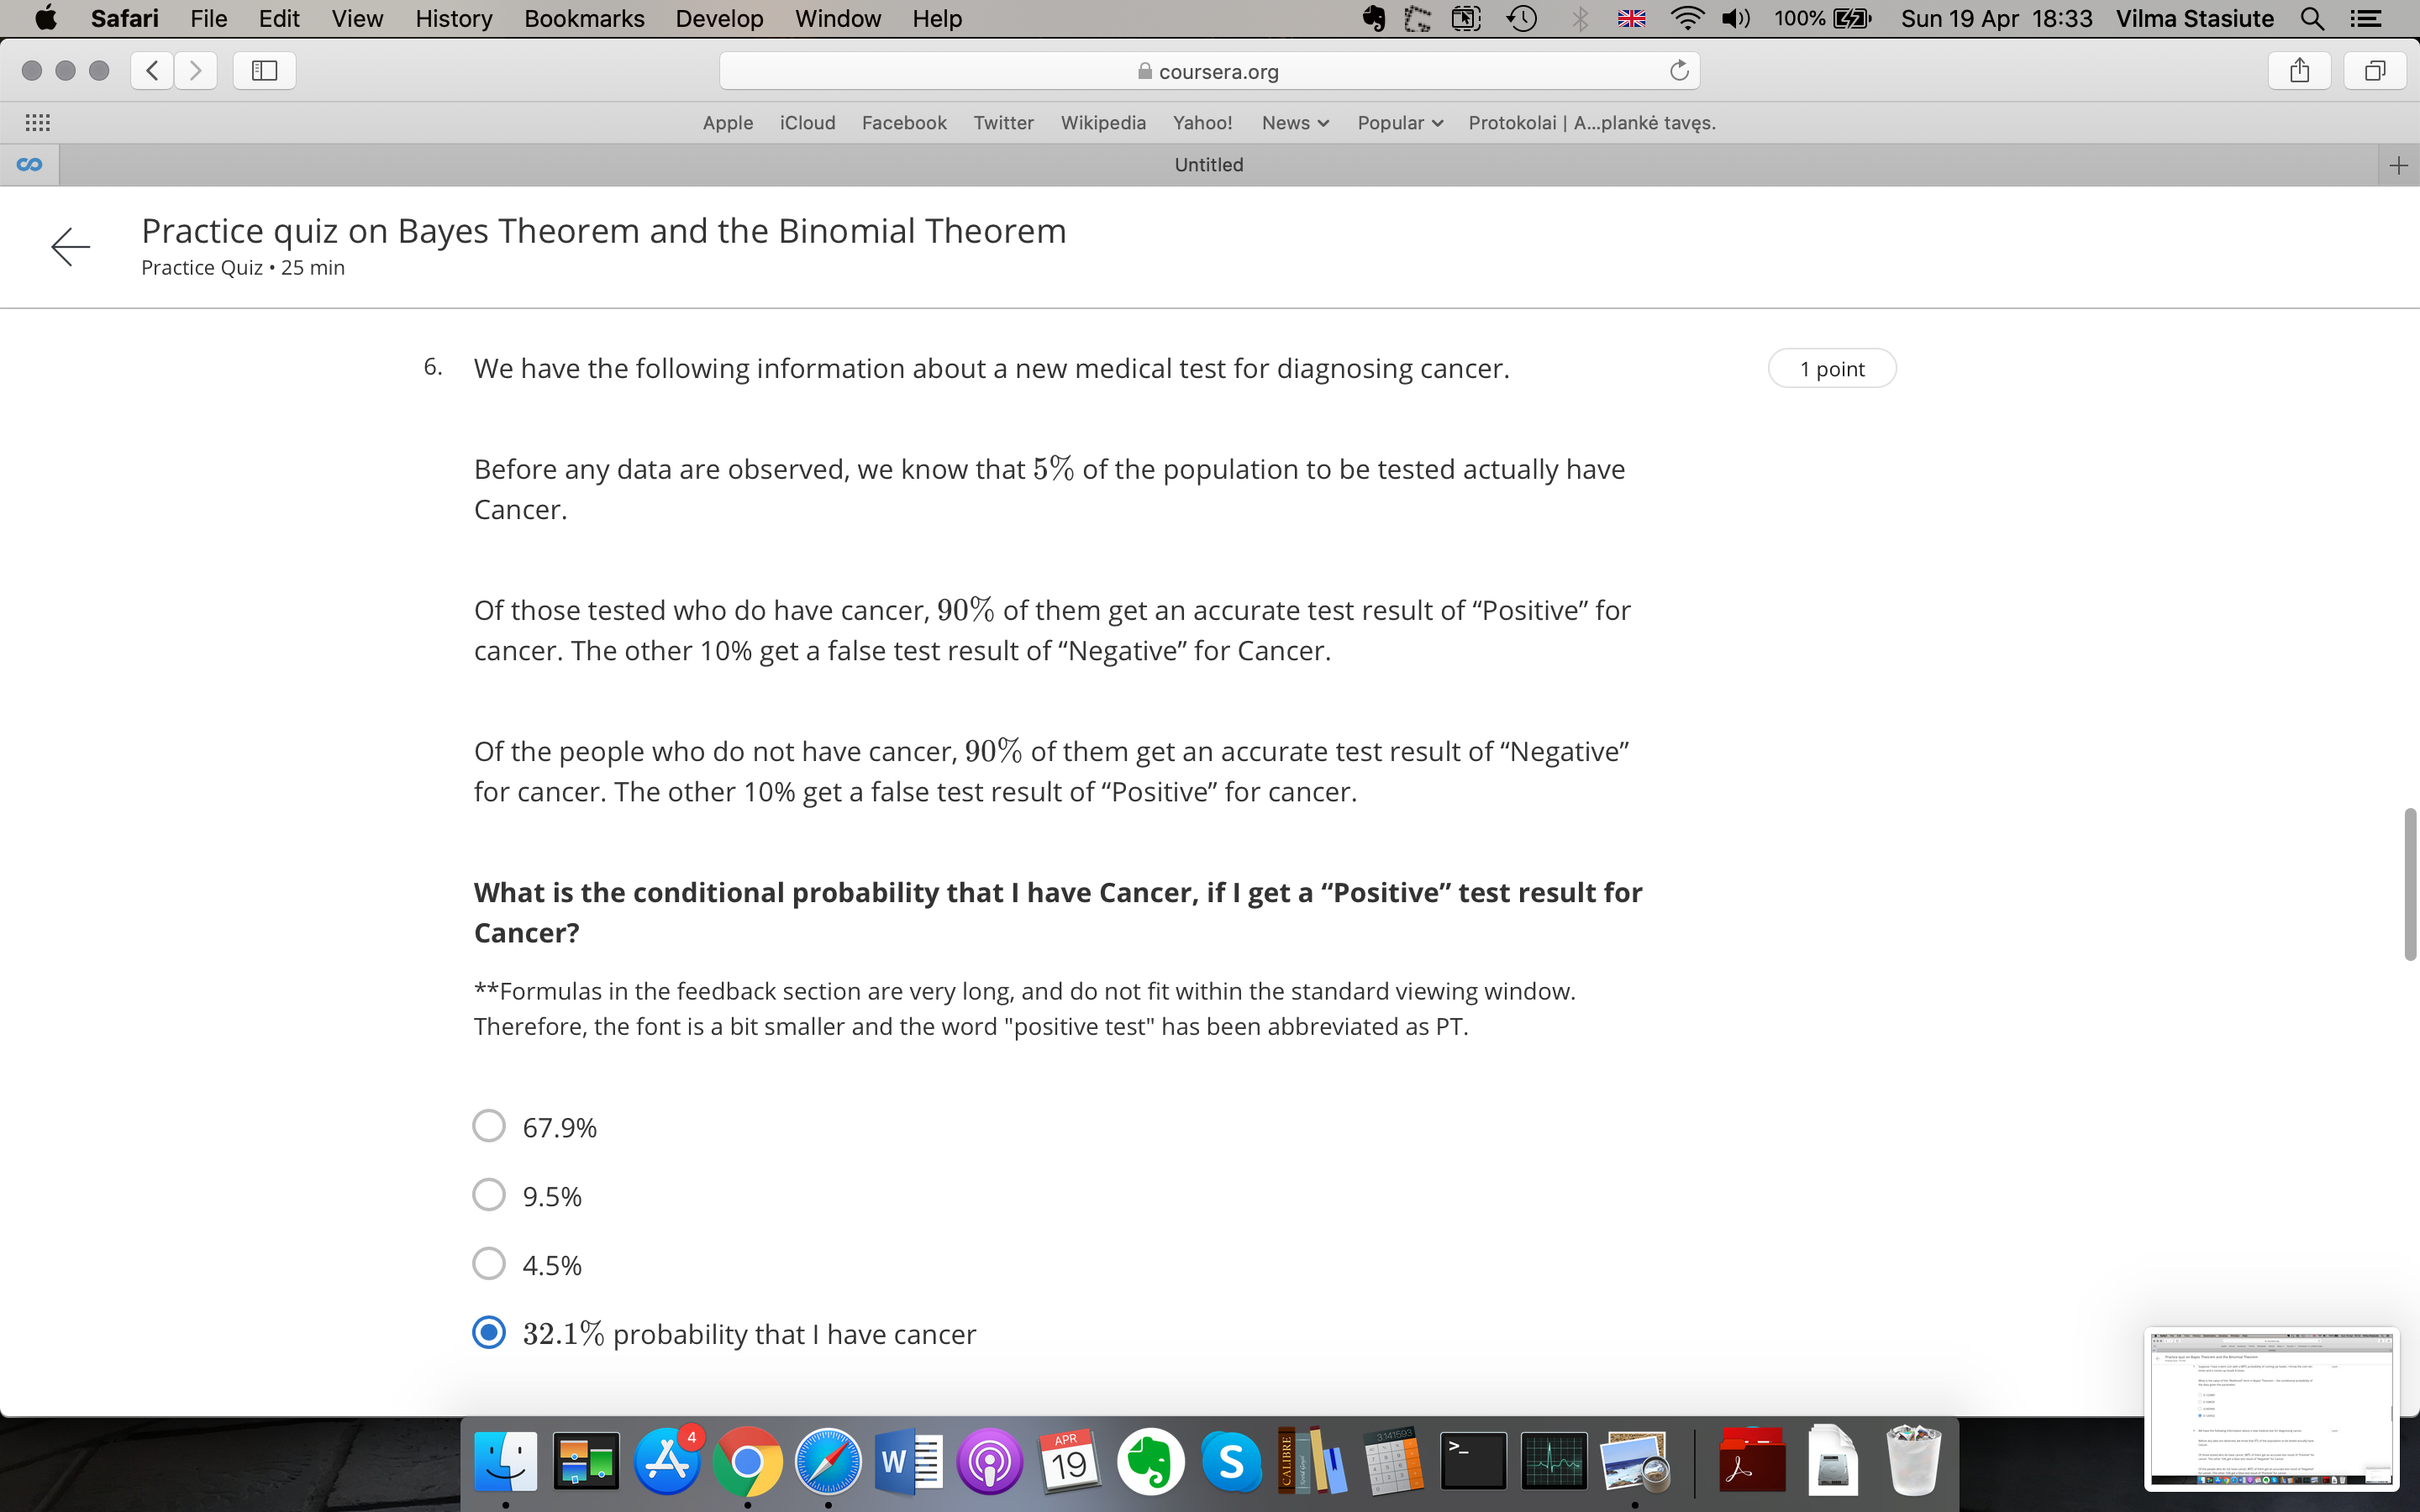 Safari File Edit View History Bookmarks Develop Window Help 100% Sun 19 Apr 18:33 Vilma Stasiute
coursera.org
Apple iCloud Facebook Twitter Wikipedia Yahoo! News Popular Protokolai | A...plankė tavęs.
Untitled
Practice quiz on Bayes Theorem and the Binomial Theorem
Practice Quiz • 25 min
6. We have the following information about a new medical test for diagnosing cancer. 1 point
Before any data are observed, we know that 5% of the population to be tested actually have
Cancer.
Of those tested who do have cancer, 90% of them get an accurate test result of “Positive” for
cancer. The other 10% get a false test result of “Negative” for Cancer.
Of the people who do not have cancer, 90% of them get an accurate test result of “Negative”
for cancer. The other 10% get a false test result of “Positive” for cancer.
What is the conditional probability that I have Cancer, if I get a “Positive” test result for
Cancer?
**Formulas in the feedback section are very long, and do not fit within the standard viewing window.
Therefore, the font is a bit smaller and the word "positive test" has been abbreviated as PT.
67.9%
9.5%
4.5%
32.1% probability that I have cancer
4
W
APR
19
S
CALIBRE
3.141593
>_